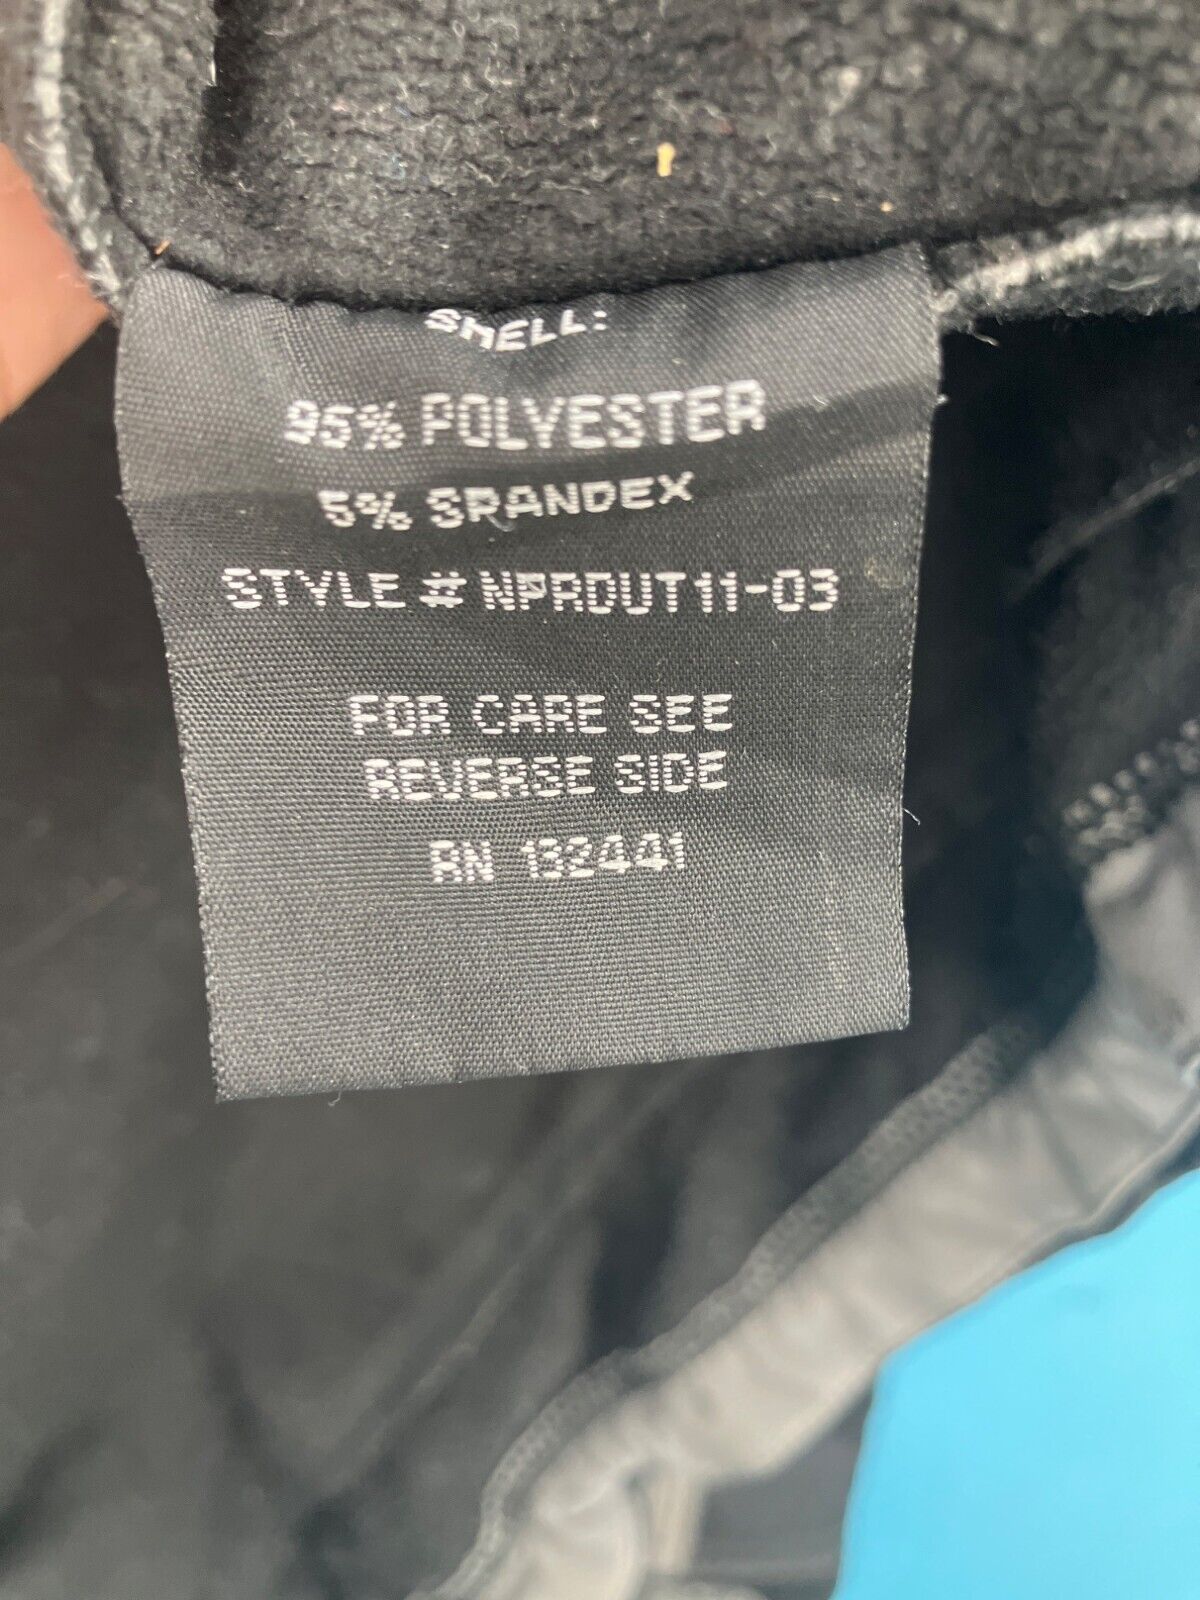 SHELL:
95% POLYESTER
5% SPANDEX
STYLE # NPRDUT11-03
FOR CARE SEE
REVERSE SIDE
RN 132441